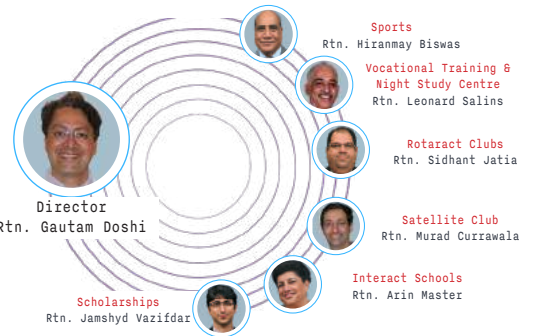 Sports
Rtn. Hiranmay Biswas
Vocational Training &
Night Study Centre
Rtn. Leonard Salins
Rotaract Clubs
Rtn. Sidhant Jatia
Director
Rtn. Gautam Doshi
Satellite Club
Rtn. Murad Currawala
Interact Schools
Rtn. Arin Master
Scholarships
Rtn. Jamshyd Vazifdar